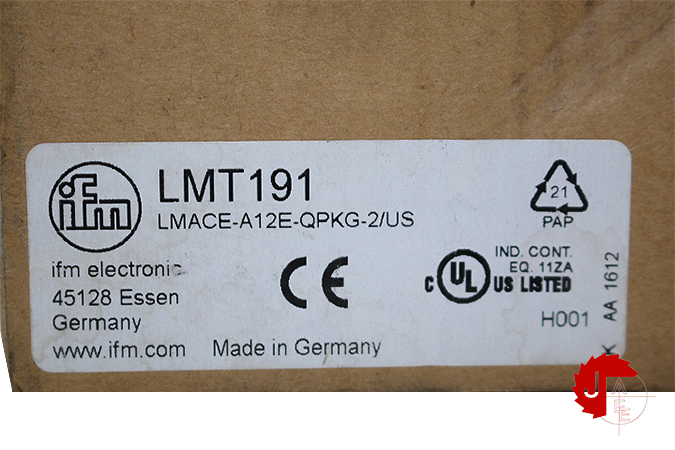 ifm
LMT191
LMACE-A12E-QPKG-2/US
ifm electronic
45128 Essen
Germany
www.ifm.com
Made in Germany
CE
21
PAP
C UL US LISTED
IND. CONT.
EQ. 11ZA
H001
K AA 1612
J